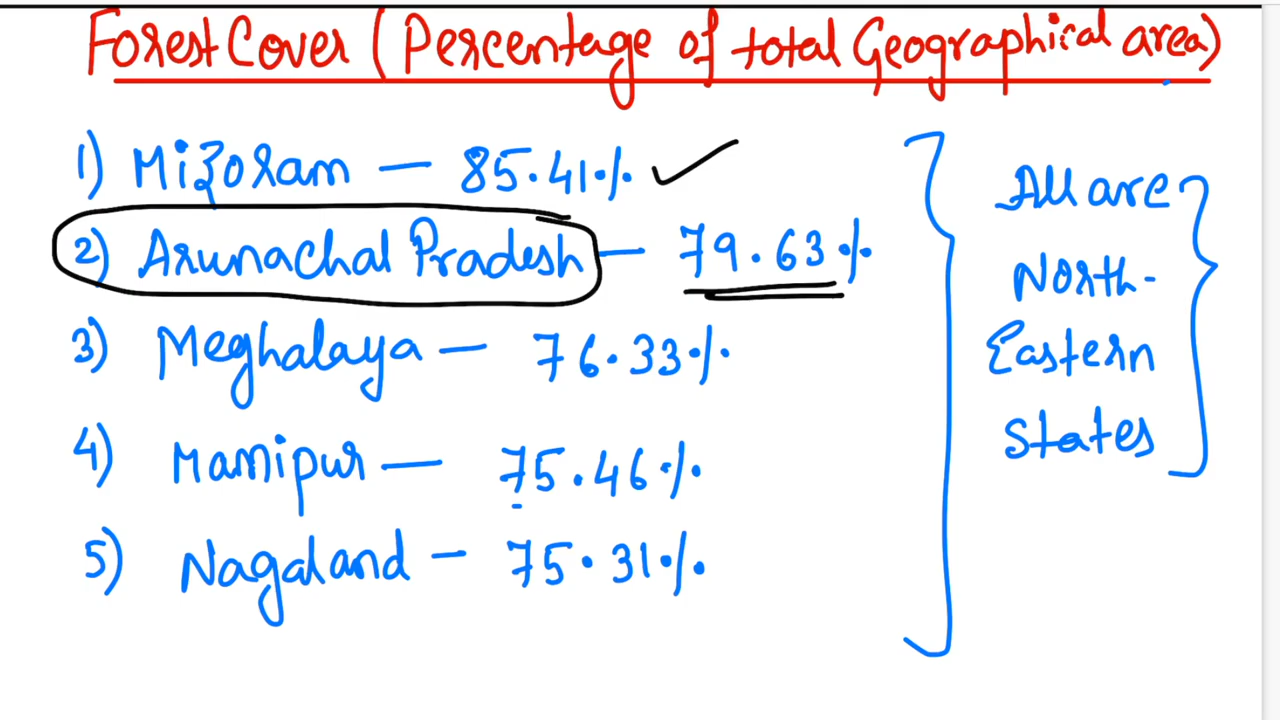 Forest Cover (Percentage of total Geographical area)
1) Mizoram — 85.41%
2) Arunachal Pradesh — 79.63%
3) Meghalaya — 76.33%
4) Manipur — 75.46%
5) Nagaland — 75.31%
All are
North-
Eastern
States